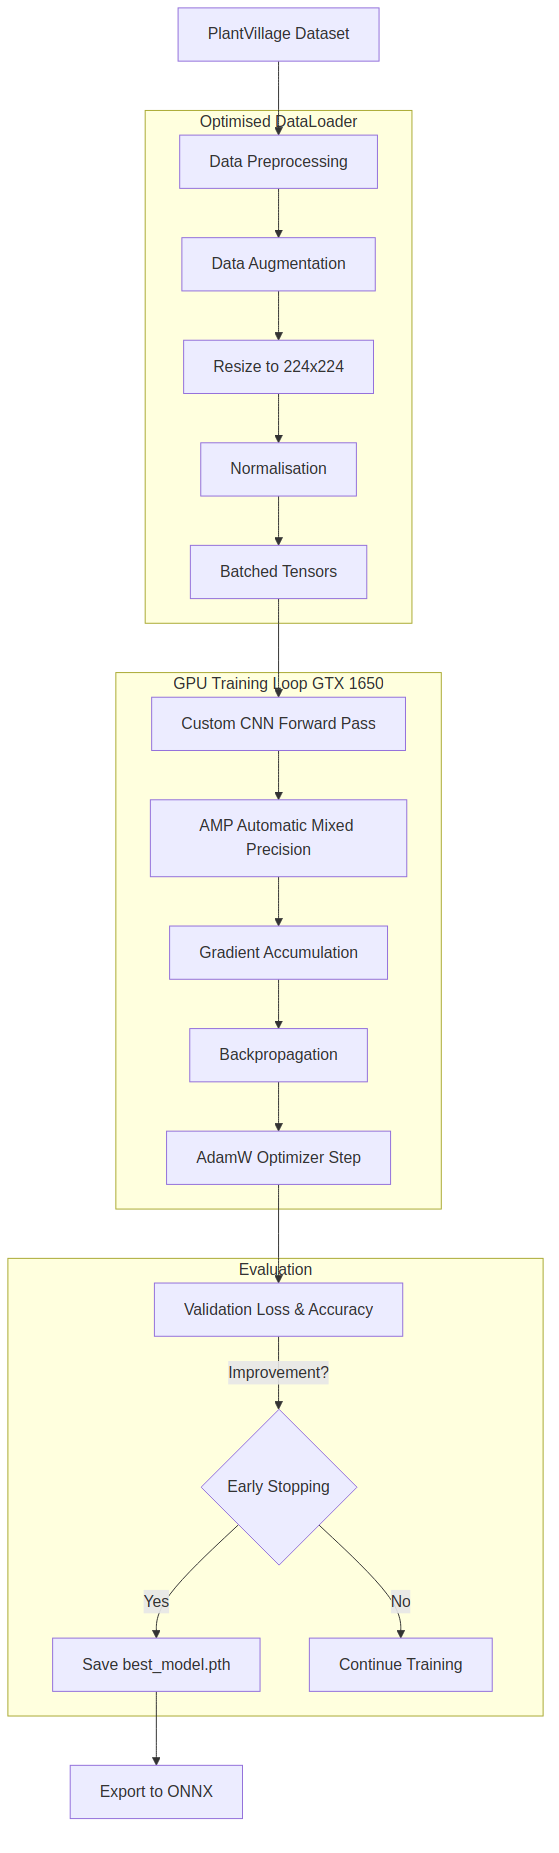 PlantVillage Dataset
Optimised DataLoader
Data Preprocessing
Data Augmentation
Resize to 224x224
Normalisation
Batched Tensors
GPU Training Loop GTX 1650
Custom CNN Forward Pass
AMP Automatic Mixed
Precision
Gradient Accumulation
Backpropagation
AdamW Optimizer Step
Evaluation
Validation Loss & Accuracy
Improvement?
Early Stopping
Yes
No
Save best_model.pth
Continue Training
Export to ONNX